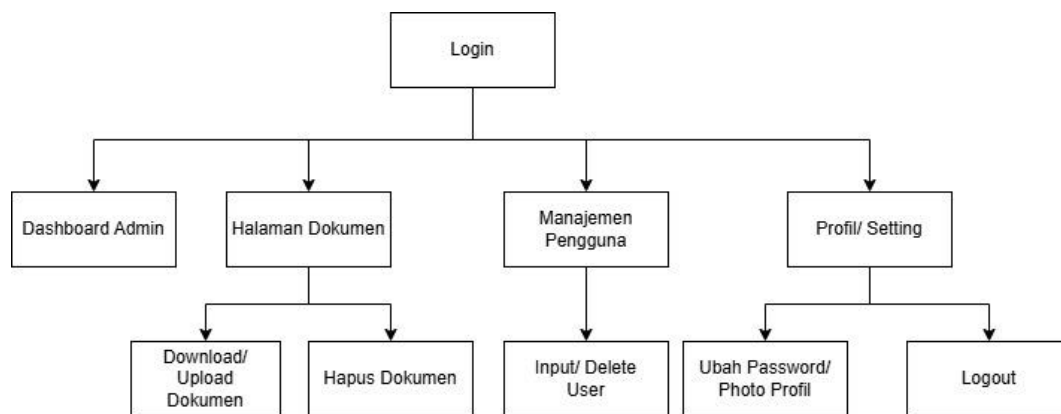 Login
Dashboard Admin
Halaman Dokumen
Manajemen
Pengguna
Profil/ Setting
Download/
Upload
Dokumen
Hapus Dokumen
Input/ Delete
User
Ubah Password/
Photo Profil
Logout